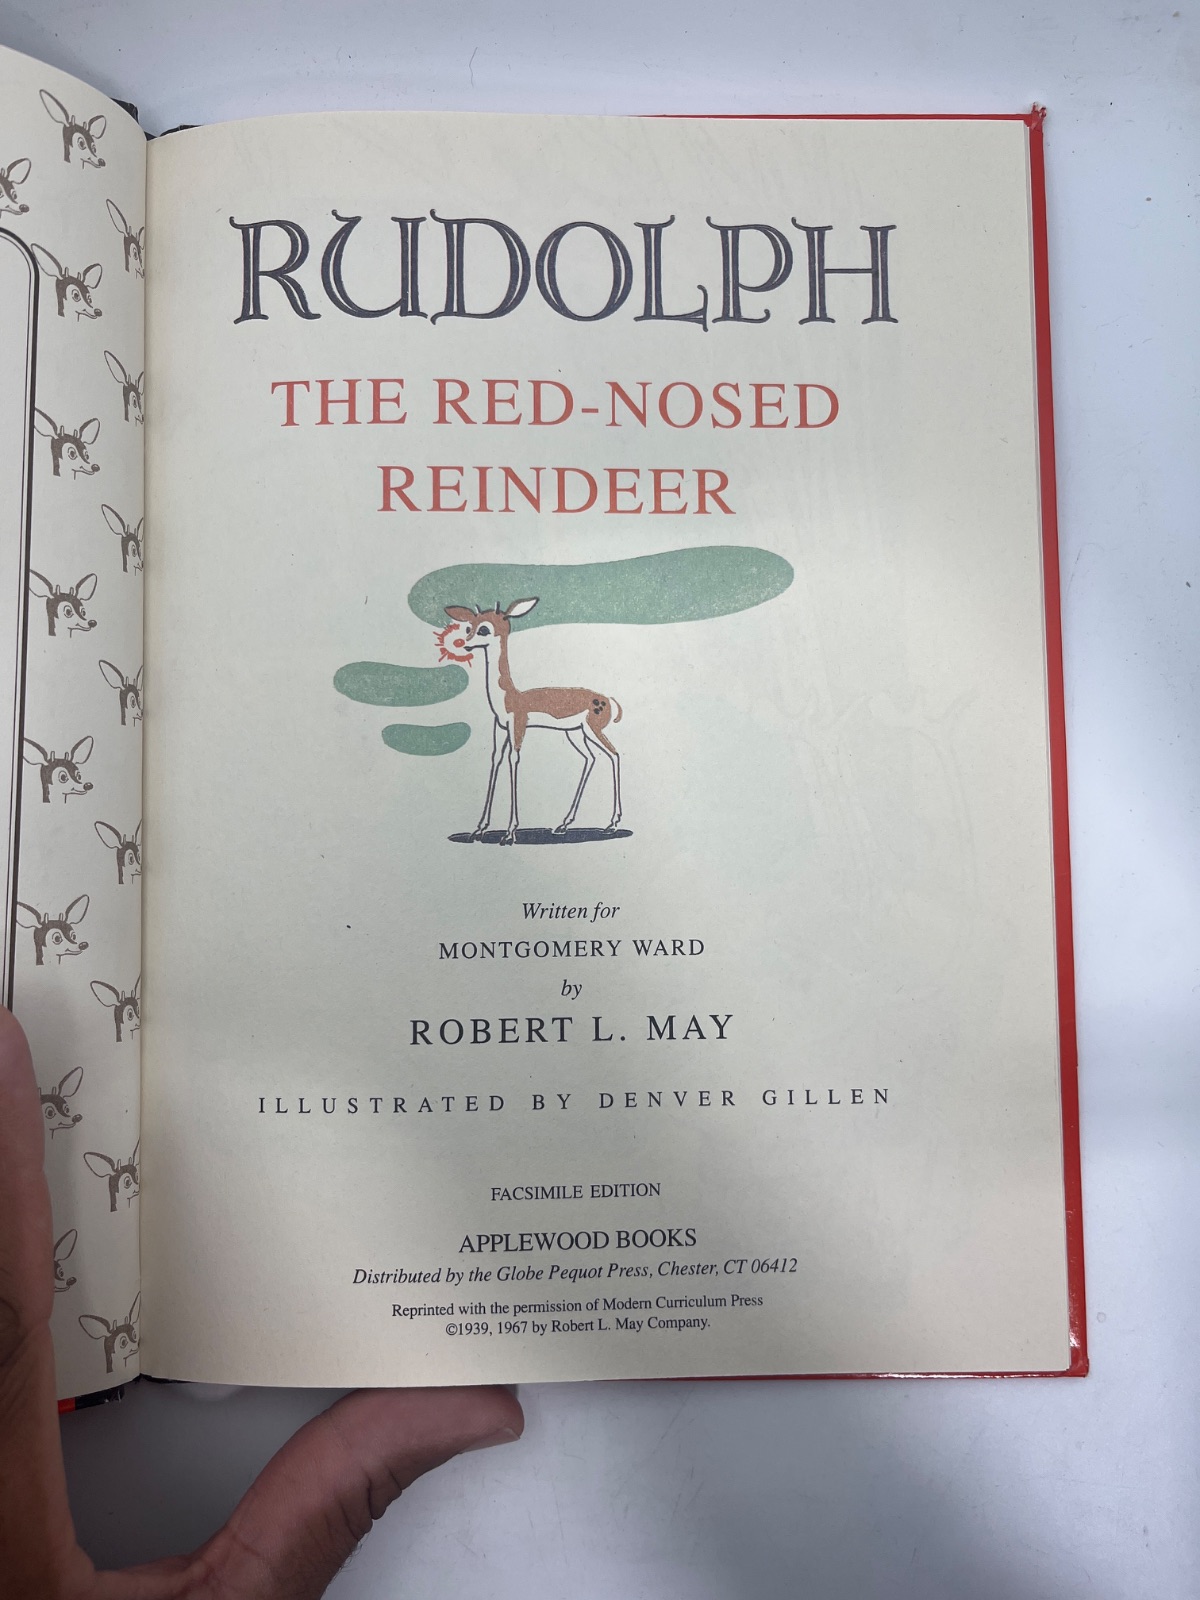 RUDOLPH
THE RED-NOSED
REINDEER
Written for
MONTGOMERY WARD
by
ROBERT L. MAY
ILLUSTRATED BY DENVER GILLEN
FACSIMILE EDITION
APPLEWOOD BOOKS
Distributed by the Globe Pequot Press, Chester, CT 06412
Reprinted with the permission of Modern Curriculum Press
©1939, 1967 by Robert L. May Company.